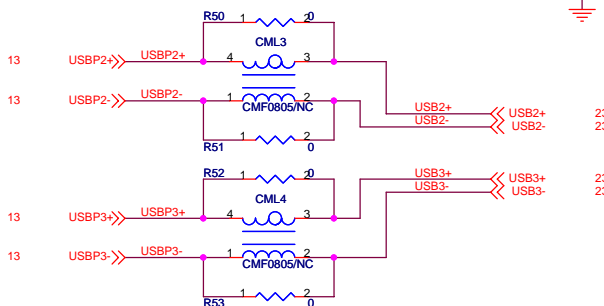 R50 1 2 0
CML3
13 USBP2+ USBP2+ 4 3
13 USBP2- USBP2- 1 2
CMF0805/NC
USB2+ USB2+ 23
USB2- USB2- 23
R51 1 2 0
R52 1 2 0
CML4
USB3+ USB3+ 23
USB3- USB3- 23
13 USBP3+ USBP3+ 4 3
13 USBP3- USBP3- 1 2
CMF0805/NC
R53 1 2 0